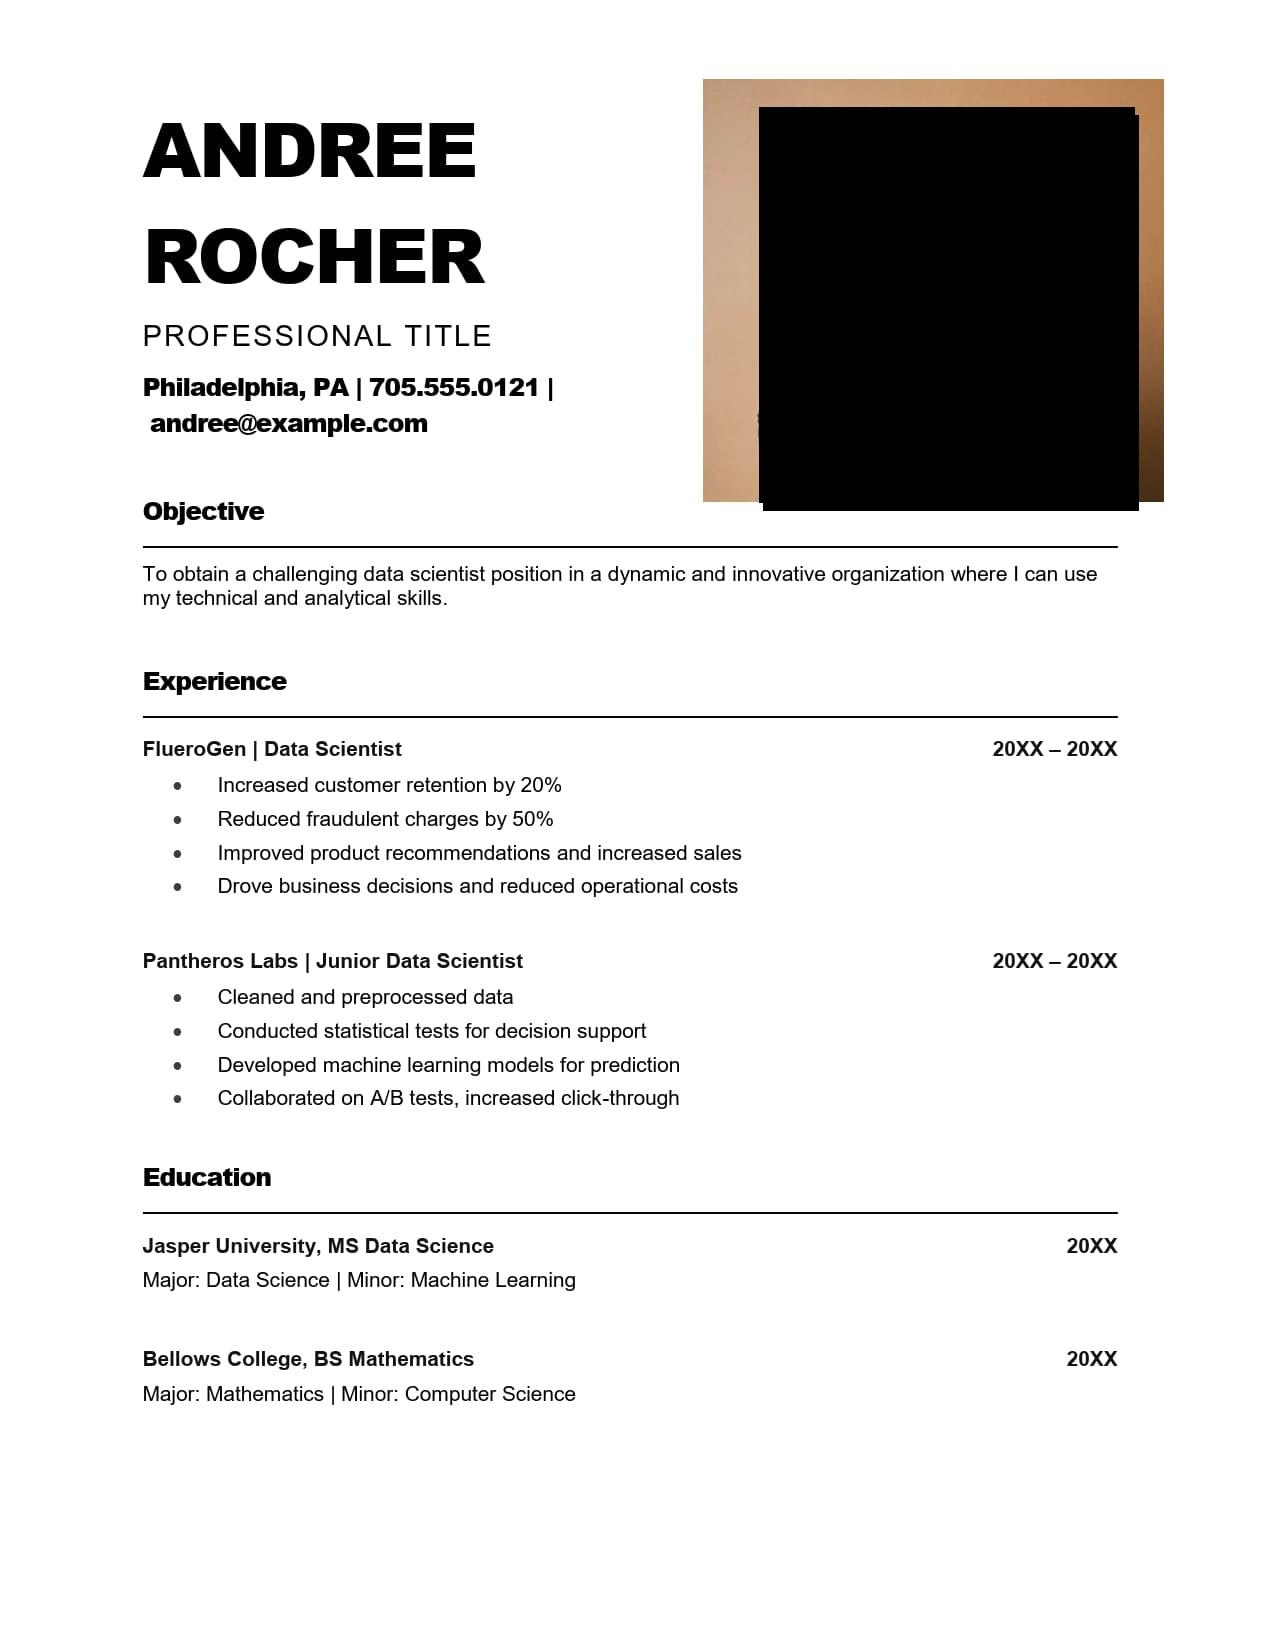 ANDREE
ROCHER
PROFESSIONAL TITLE
Philadelphia, PA | 705.555.0121 |
andree@example.com
Objective
To obtain a challenging data scientist position in a dynamic and innovative organization where I can use
my technical and analytical skills.
Experience
FlueroGen | Data Scientist 20XX – 20XX
• Increased customer retention by 20%
• Reduced fraudulent charges by 50%
• Improved product recommendations and increased sales
• Drove business decisions and reduced operational costs
Pantheros Labs | Junior Data Scientist 20XX – 20XX
• Cleaned and preprocessed data
• Conducted statistical tests for decision support
• Developed machine learning models for prediction
• Collaborated on A/B tests, increased click-through
Education
Jasper University, MS Data Science 20XX
Major: Data Science | Minor: Machine Learning
Bellows College, BS Mathematics 20XX
Major: Mathematics | Minor: Computer Science